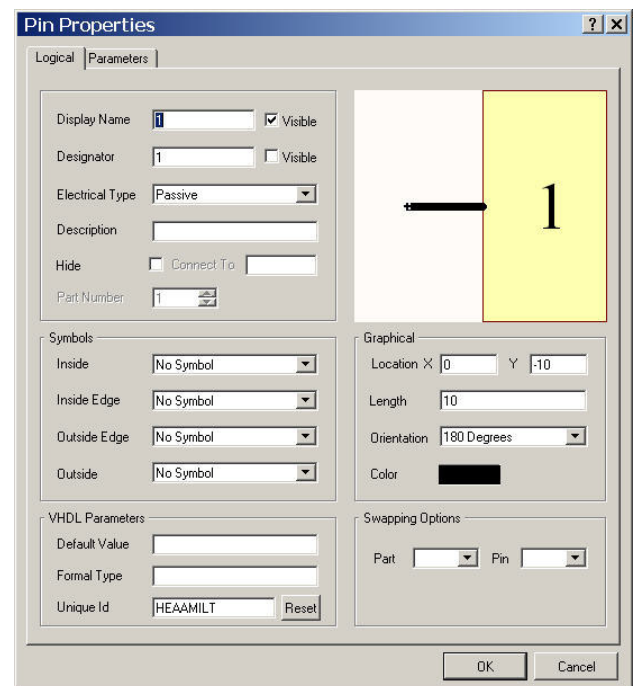 Pin Properties
Logical Parameters
Display Name 1 Visible
Designator 1 Visible
Electrical Type Passive
Description
Hide Connect To
Part Number 1
1
Symbols
Inside No Symbol
Inside Edge No Symbol
Outside Edge No Symbol
Outside No Symbol
Graphical
Location X 0 Y -10
Length 10
Orientation 180 Degrees
Color
VHDL Parameters
Default Value
Formal Type
Unique Id HEAAMILT Reset
Swapping Options
Part Pin
OK Cancel